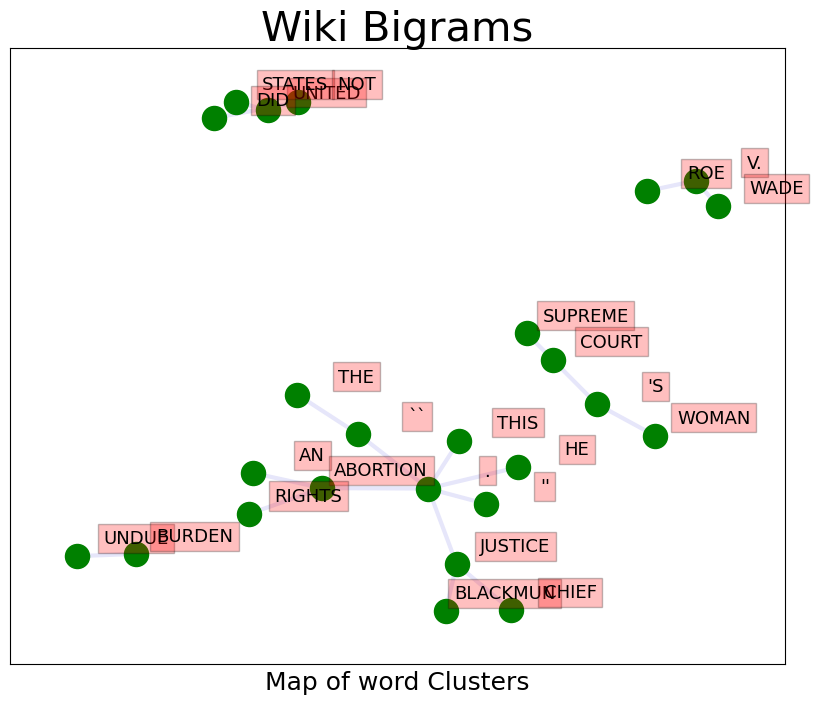 Wiki Bigrams
STATES
NOT
UNITED
DID
V.
ROE
WADE
SUPREME
COURT
THE
'S
``
WOMAN
THIS
HE
AN
ABORTION
.
''
RIGHTS
UNDUE
BURDEN
JUSTICE
BLACKMUN
CHIEF
Map of word Clusters